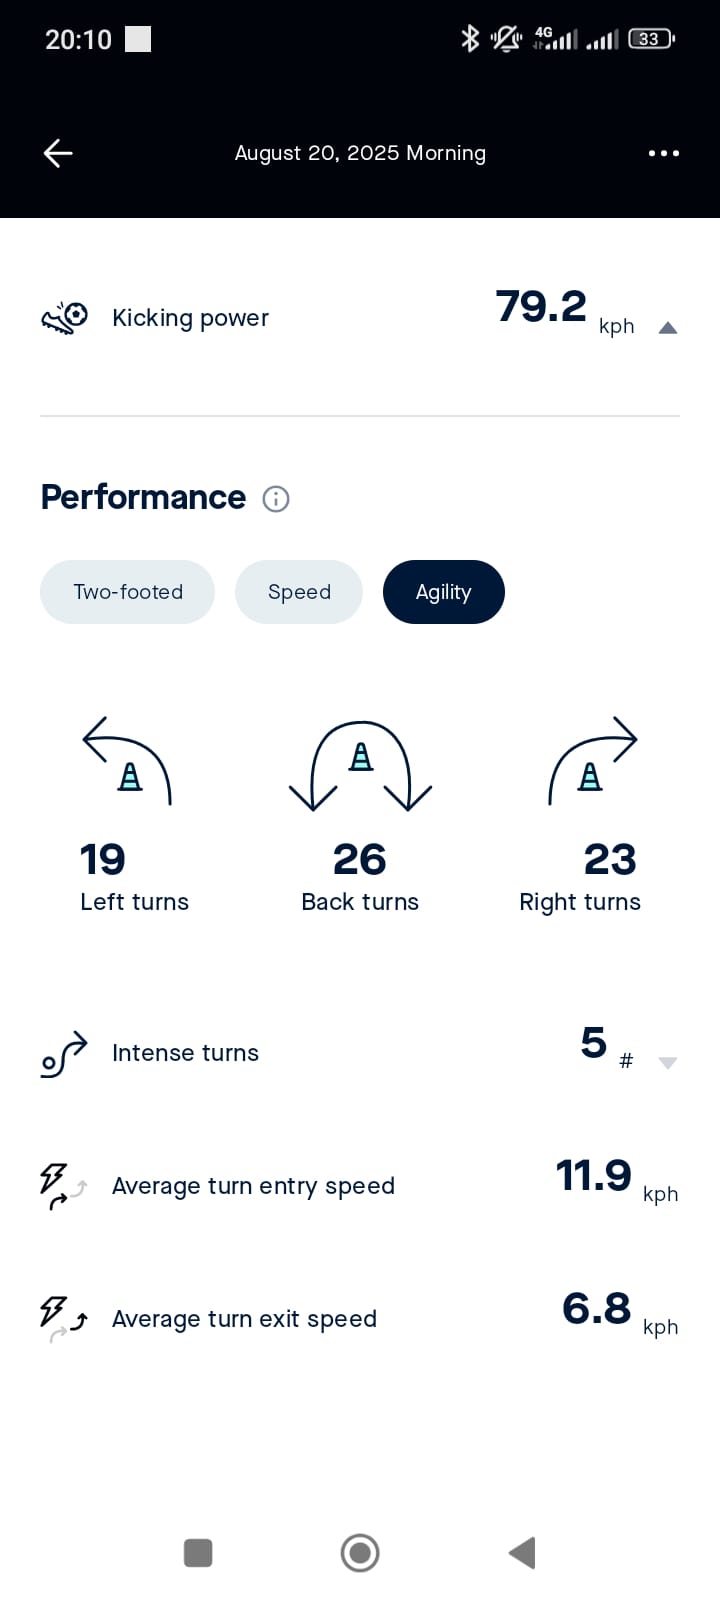 20:10 4G 33
August 20, 2025 Morning
Kicking power 79.2 kph
Performance
Two-footed Speed Agility
19 26 23
Left turns Back turns Right turns
Intense turns 5 #
Average turn entry speed 11.9 kph
Average turn exit speed 6.8 kph